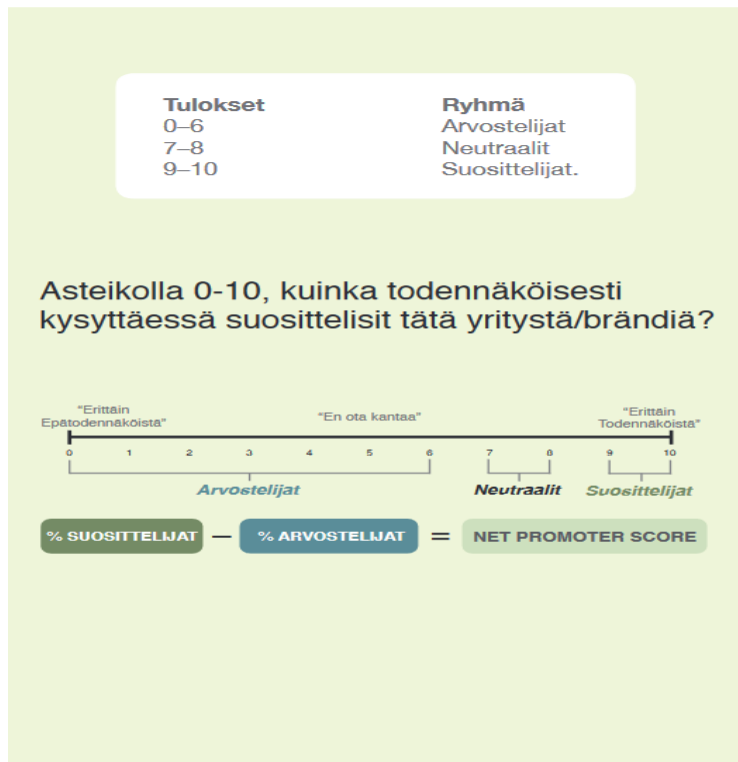 Tulokset Ryhmä
0–6 Arvostelijat
7–8 Neutraalit
9–10 Suosittelijat.
Asteikolla 0-10, kuinka todennäköisesti
kysyttäessä suosittelisit tätä yritystä/brändiä?
"Erittäin
Epätodennäköistä"
"En ota kantaa"
"Erittäin
Todennäköistä"
0 1 2 3 4 5 6 7 8 9 10
Arvostelijat Neutraalit Suosittelijat
% SUOSITTELIJAT — % ARVOSTELIJAT = NET PROMOTER SCORE